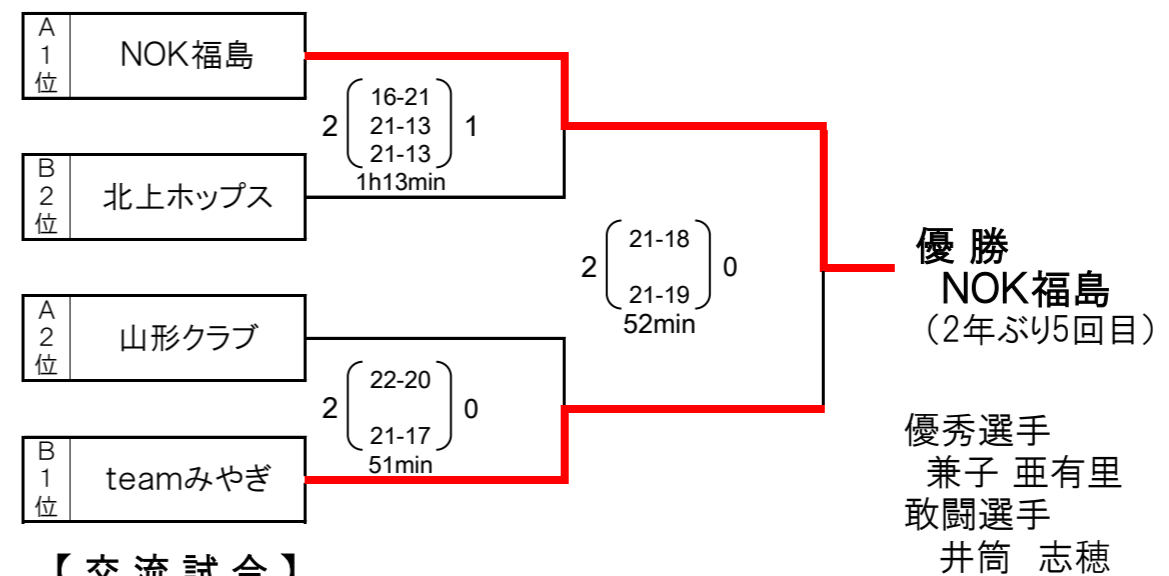 A1位 NOK福島
2 16-21 1
21-13
21-13
1h13min
B2位 北上ホップス
2 21-18 0
21-19
52min
優 勝
NOK福島
(2年ぶり5回目)
A2位 山形クラブ
2 22-20 0
21-17
51min
B1位 teamみやぎ
優秀選手
兼子 亜有里
敢闘選手
井筒 志穂
【 交 流 試 合 】